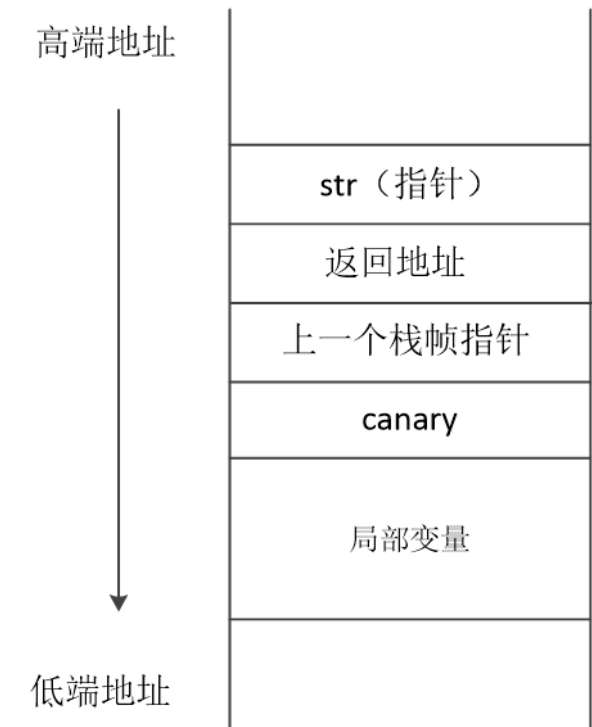 高端地址
str（指针）
返回地址
上一个栈帧指针
canary
局部变量
低端地址